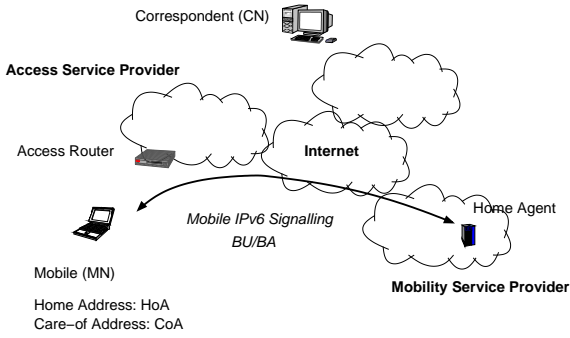 Correspondent (CN)
Access Service Provider
Access Router
Internet
Mobile IPv6 Signalling
BU/BA
Home Agent
Mobile (MN)
Mobility Service Provider
Home Address: HoA
Care−of Address: CoA